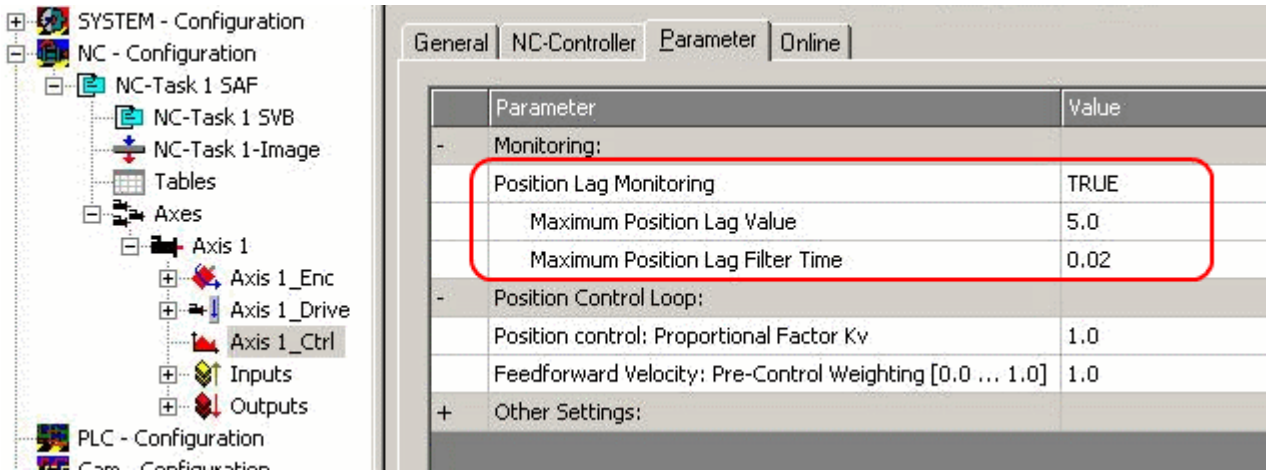 SYSTEM - Configuration
NC - Configuration
NC-Task 1 SAF
NC-Task 1 SVB
NC-Task 1-Image
Tables
Axes
Axis 1
Axis 1_Enc
Axis 1_Drive
Axis 1_Ctrl
Inputs
Outputs
PLC - Configuration
Cam - Configuration
General NC-Controller Parameter Online
Parameter Value
- Monitoring:
Position Lag Monitoring TRUE
Maximum Position Lag Value 5.0
Maximum Position Lag Filter Time 0.02
- Position Control Loop:
Position control: Proportional Factor Kv 1.0
Feedforward Velocity: Pre-Control Weighting [0.0 ... 1.0] 1.0
+ Other Settings: